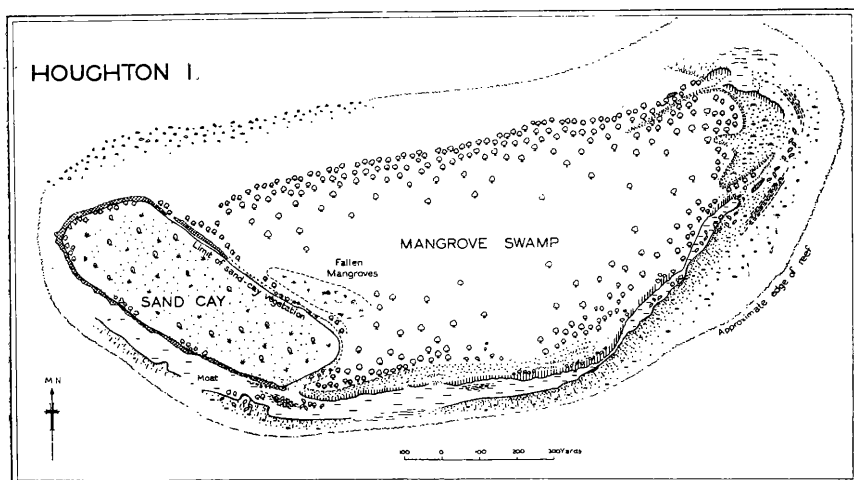 HOUGHTON I.
MANGROVE SWAMP
Fallen
Mangroves
Limit of sand-cay vegetation
SAND CAY
Approximate edge of reef
Moat
M N
100 0 100 200 300 Yards